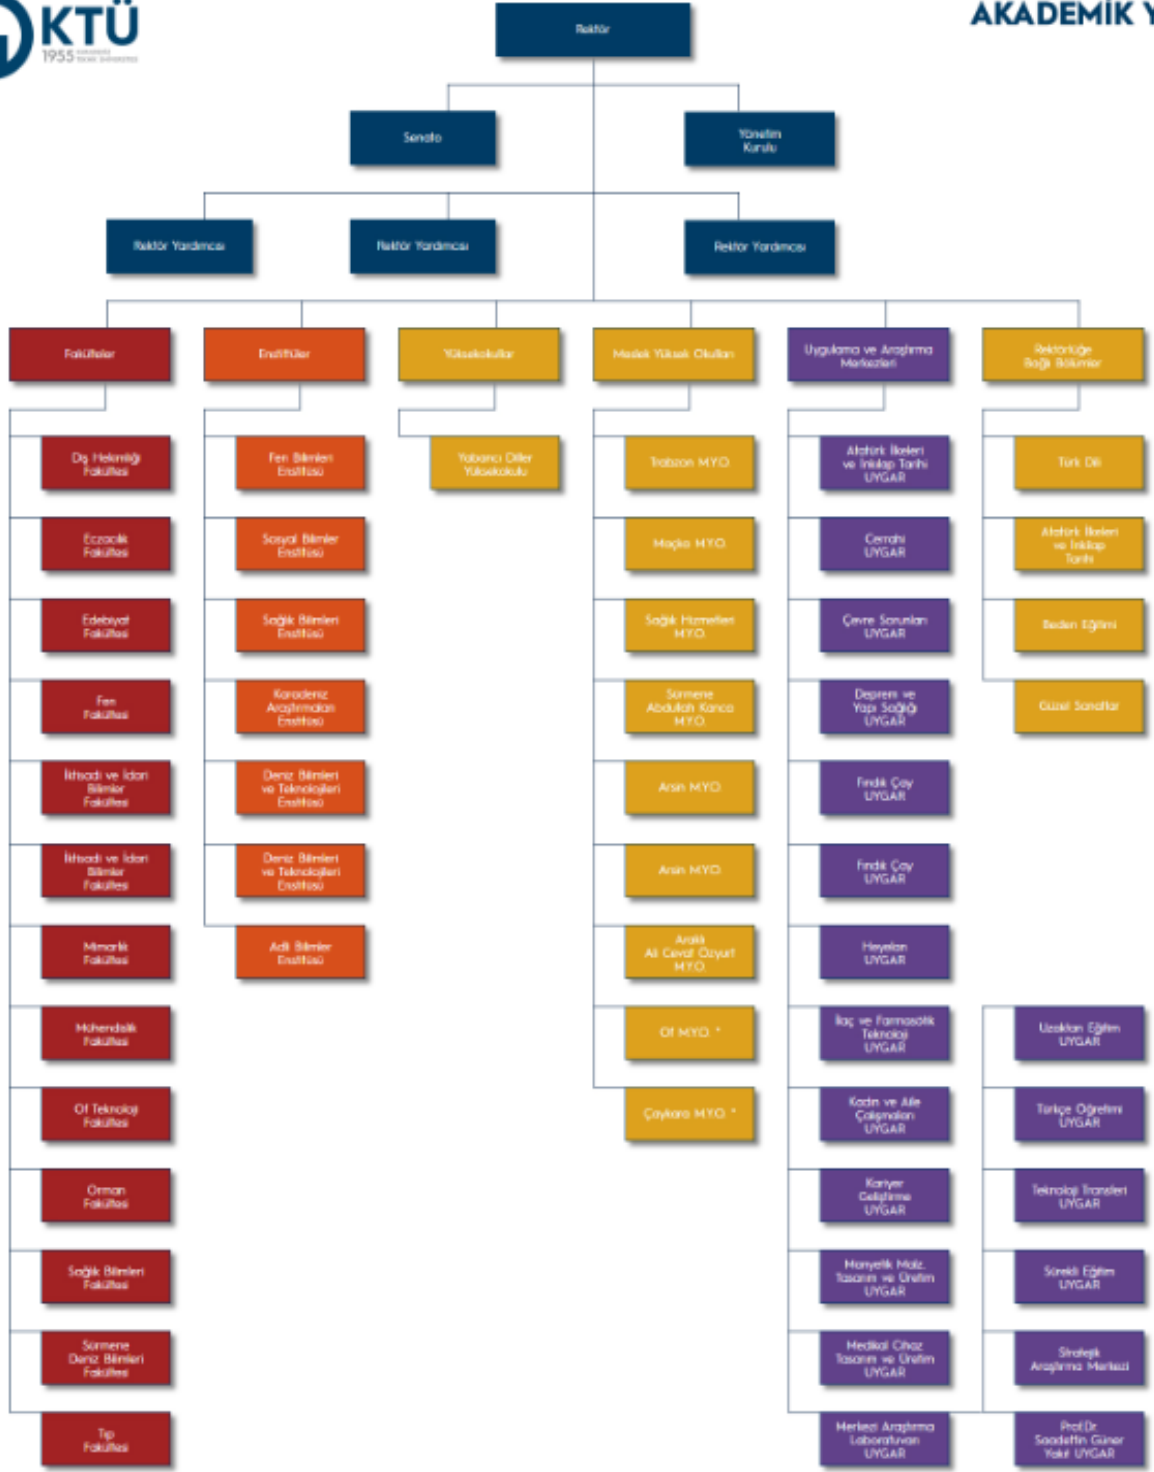 KTÜ
1955
AKADEMİK Y
Rektör
Senato
Yönetim
Kurulu
Rektör Yardımcısı
Rektör Yardımcısı
Rektör Yardımcısı
Fakülteler
Enstitüler
Yüksekokullar
Meslek Yüksek Okulları
Uygulama ve Araştırma
Merkezleri
Rektörlüğe
Bağlı Bölümler
Diş Hekimliği
Fakültesi
Eczacılık
Fakültesi
Edebiyat
Fakültesi
Fen
Fakültesi
İktisadi ve İdari
Bilimler
Fakültesi
İktisadi ve İdari
Bilimler
Fakültesi
Mimarlık
Fakültesi
Mühendislik
Fakültesi
Of Teknoloji
Fakültesi
Orman
Fakültesi
Sağlık Bilimleri
Fakültesi
Sürmene
Deniz Bilimleri
Fakültesi
Tıp
Fakültesi
Fen Bilimleri
Enstitüsü
Sosyal Bilimler
Enstitüsü
Sağlık Bilimleri
Enstitüsü
Karadeniz
Araştırmaları
Enstitüsü
Deniz Bilimleri
ve Teknolojileri
Enstitüsü
Deniz Bilimleri
ve Teknolojileri
Enstitüsü
Adli Bilimler
Enstitüsü
Yabancı Diller
Yüksekokulu
Trabzon M.Y.O.
Maçka M.Y.O.
Sağlık Hizmetleri
M.Y.O.
Sürmene
Abdullah Kanca
M.Y.O.
Arsin M.Y.O.
Arsin M.Y.O.
Araklı
Ali Cevat Özyurt
M.Y.O.
Of M.Y.O. *
Çaykara M.Y.O. *
Atatürk İlkeleri
ve İnkılap Tarihi
UYGAR
Cerrahi
UYGAR
Çevre Sorunları
UYGAR
Deprem ve
Yapı Sağlığı
UYGAR
Fındık Çay
UYGAR
Fındık Çay
UYGAR
Heyelan
UYGAR
İlaç ve Farmasötik
Teknoloji
UYGAR
Kadın ve Aile
Çalışmaları
UYGAR
Kariyer
Geliştirme
UYGAR
Manyetik Malz.
Tasarım ve Üretim
UYGAR
Medikal Cihaz
Tasarım ve Üretim
UYGAR
Merkezi Araştırma
Laboratuvarı
UYGAR
Türk Dili
Atatürk İlkeleri
ve İnkılap
Tarihi
Beden Eğitimi
Güzel Sanatlar
Uzaktan Eğitim
UYGAR
Türkçe Öğretimi
UYGAR
Teknoloji Transferi
UYGAR
Sürekli Eğitim
UYGAR
Stratejik
Araştırma Merkezi
Prof.Dr.
Saadettin Güner
Yakıt UYGAR